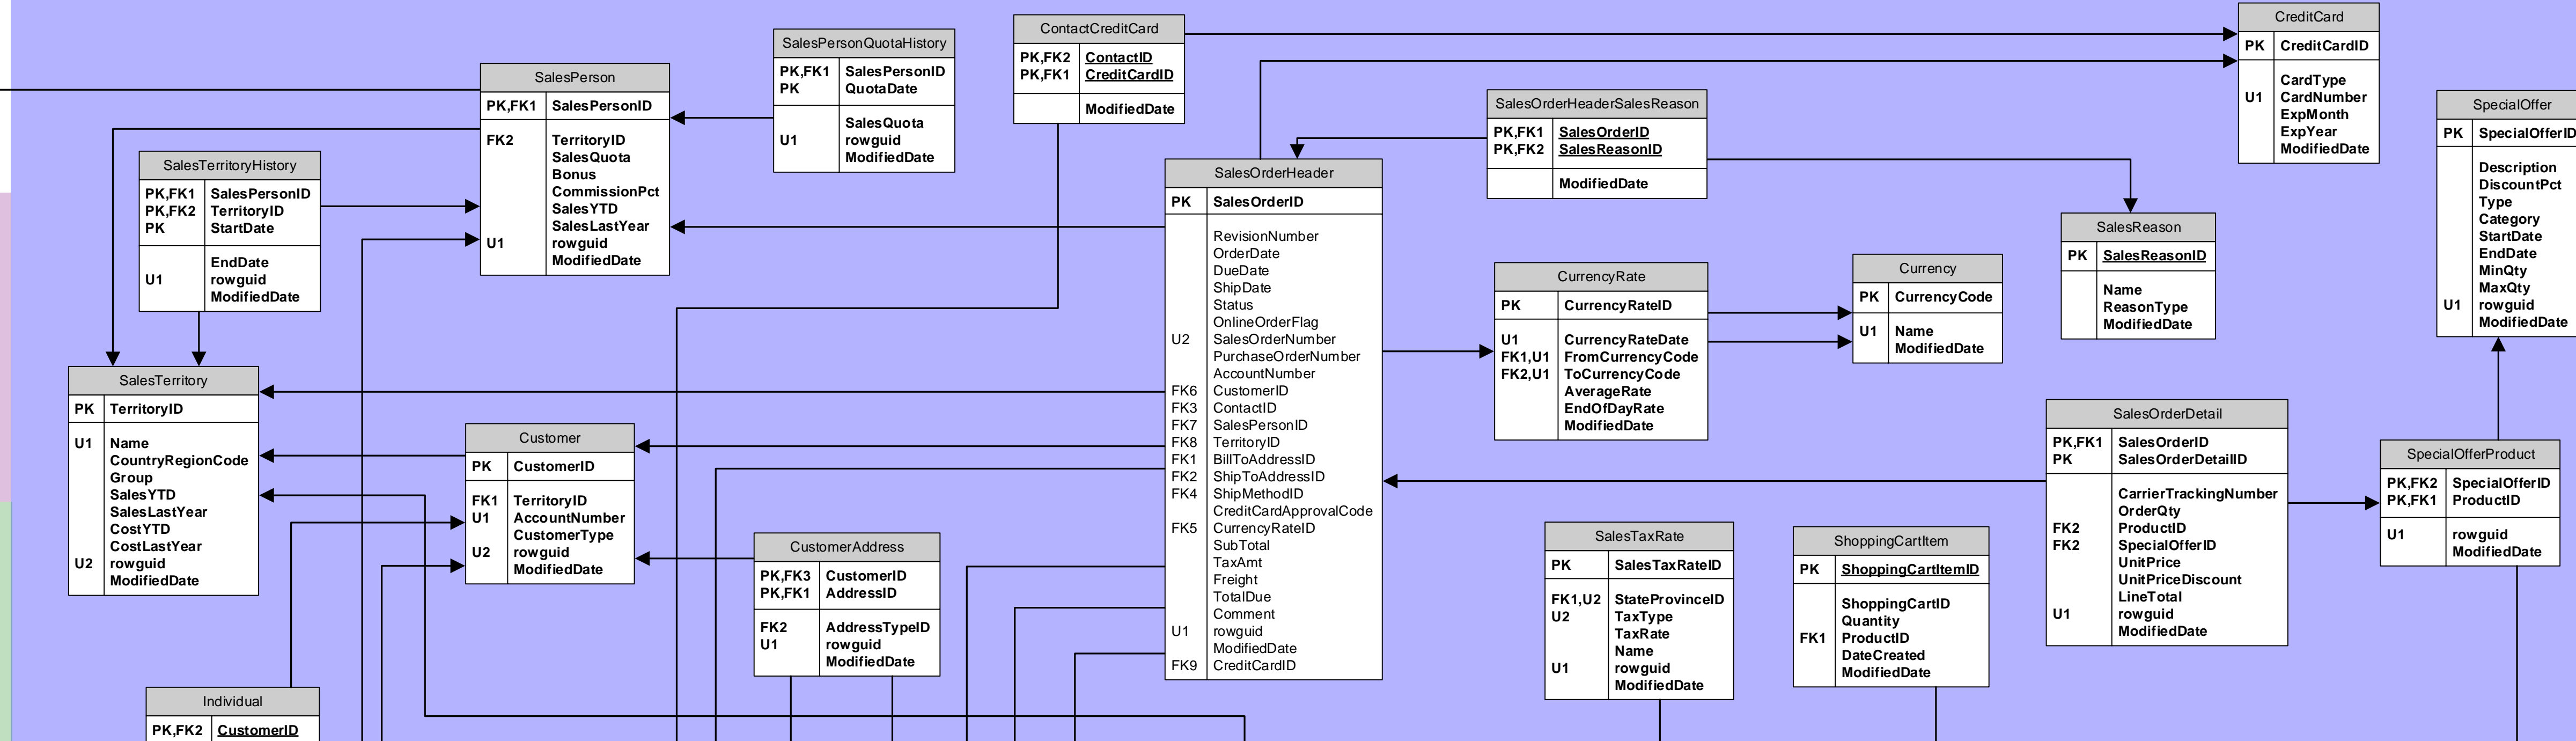 SalesPerson
PK,FK1 SalesPersonID
FK2 TerritoryID
SalesQuota
Bonus
CommissionPct
SalesYTD
SalesLastYear
U1 rowguid
ModifiedDate
SalesPersonQuotaHistory
PK,FK1 SalesPersonID
PK QuotaDate
SalesQuota
U1 rowguid
ModifiedDate
ContactCreditCard
PK,FK2 ContactID
PK,FK1 CreditCardID
ModifiedDate
CreditCard
PK CreditCardID
CardType
U1 CardNumber
ExpMonth
ExpYear
ModifiedDate
SalesOrderHeaderSalesReason
PK,FK1 SalesOrderID
PK,FK2 SalesReasonID
ModifiedDate
SpecialOffer
PK SpecialOfferID
Description
DiscountPct
Type
Category
StartDate
EndDate
MinQty
MaxQty
U1 rowguid
ModifiedDate
SalesTerritoryHistory
PK,FK1 SalesPersonID
PK,FK2 TerritoryID
PK StartDate
EndDate
U1 rowguid
ModifiedDate
SalesOrderHeader
PK SalesOrderID
RevisionNumber
OrderDate
DueDate
ShipDate
Status
OnlineOrderFlag
U2 SalesOrderNumber
PurchaseOrderNumber
AccountNumber
FK6 CustomerID
FK3 ContactID
FK7 SalesPersonID
FK8 TerritoryID
FK1 BillToAddressID
FK2 ShipToAddressID
FK4 ShipMethodID
CreditCardApprovalCode
FK5 CurrencyRateID
SubTotal
TaxAmt
Freight
TotalDue
Comment
U1 rowguid
ModifiedDate
FK9 CreditCardID
SalesReason
PK SalesReasonID
Name
ReasonType
ModifiedDate
CurrencyRate
PK CurrencyRateID
U1 CurrencyRateDate
FK1,U1 FromCurrencyCode
FK2,U1 ToCurrencyCode
AverageRate
EndOfDayRate
ModifiedDate
Currency
PK CurrencyCode
U1 Name
ModifiedDate
SalesTerritory
PK TerritoryID
U1 Name
CountryRegionCode
Group
SalesYTD
SalesLastYear
CostYTD
CostLastYear
U2 rowguid
ModifiedDate
Customer
PK CustomerID
FK1 TerritoryID
U1 AccountNumber
CustomerType
U2 rowguid
ModifiedDate
SalesOrderDetail
PK,FK1 SalesOrderID
PK SalesOrderDetailID
CarrierTrackingNumber
OrderQty
FK2 ProductID
FK2 SpecialOfferID
UnitPrice
UnitPriceDiscount
LineTotal
U1 rowguid
ModifiedDate
SpecialOfferProduct
PK,FK2 SpecialOfferID
PK,FK1 ProductID
U1 rowguid
ModifiedDate
CustomerAddress
PK,FK3 CustomerID
PK,FK1 AddressID
FK2 AddressTypeID
U1 rowguid
ModifiedDate
SalesTaxRate
PK SalesTaxRateID
FK1,U2 StateProvinceID
U2 TaxType
TaxRate
Name
U1 rowguid
ModifiedDate
ShoppingCartItem
PK ShoppingCartItemID
ShoppingCartID
Quantity
FK1 ProductID
DateCreated
ModifiedDate
Individual
PK,FK2 CustomerID